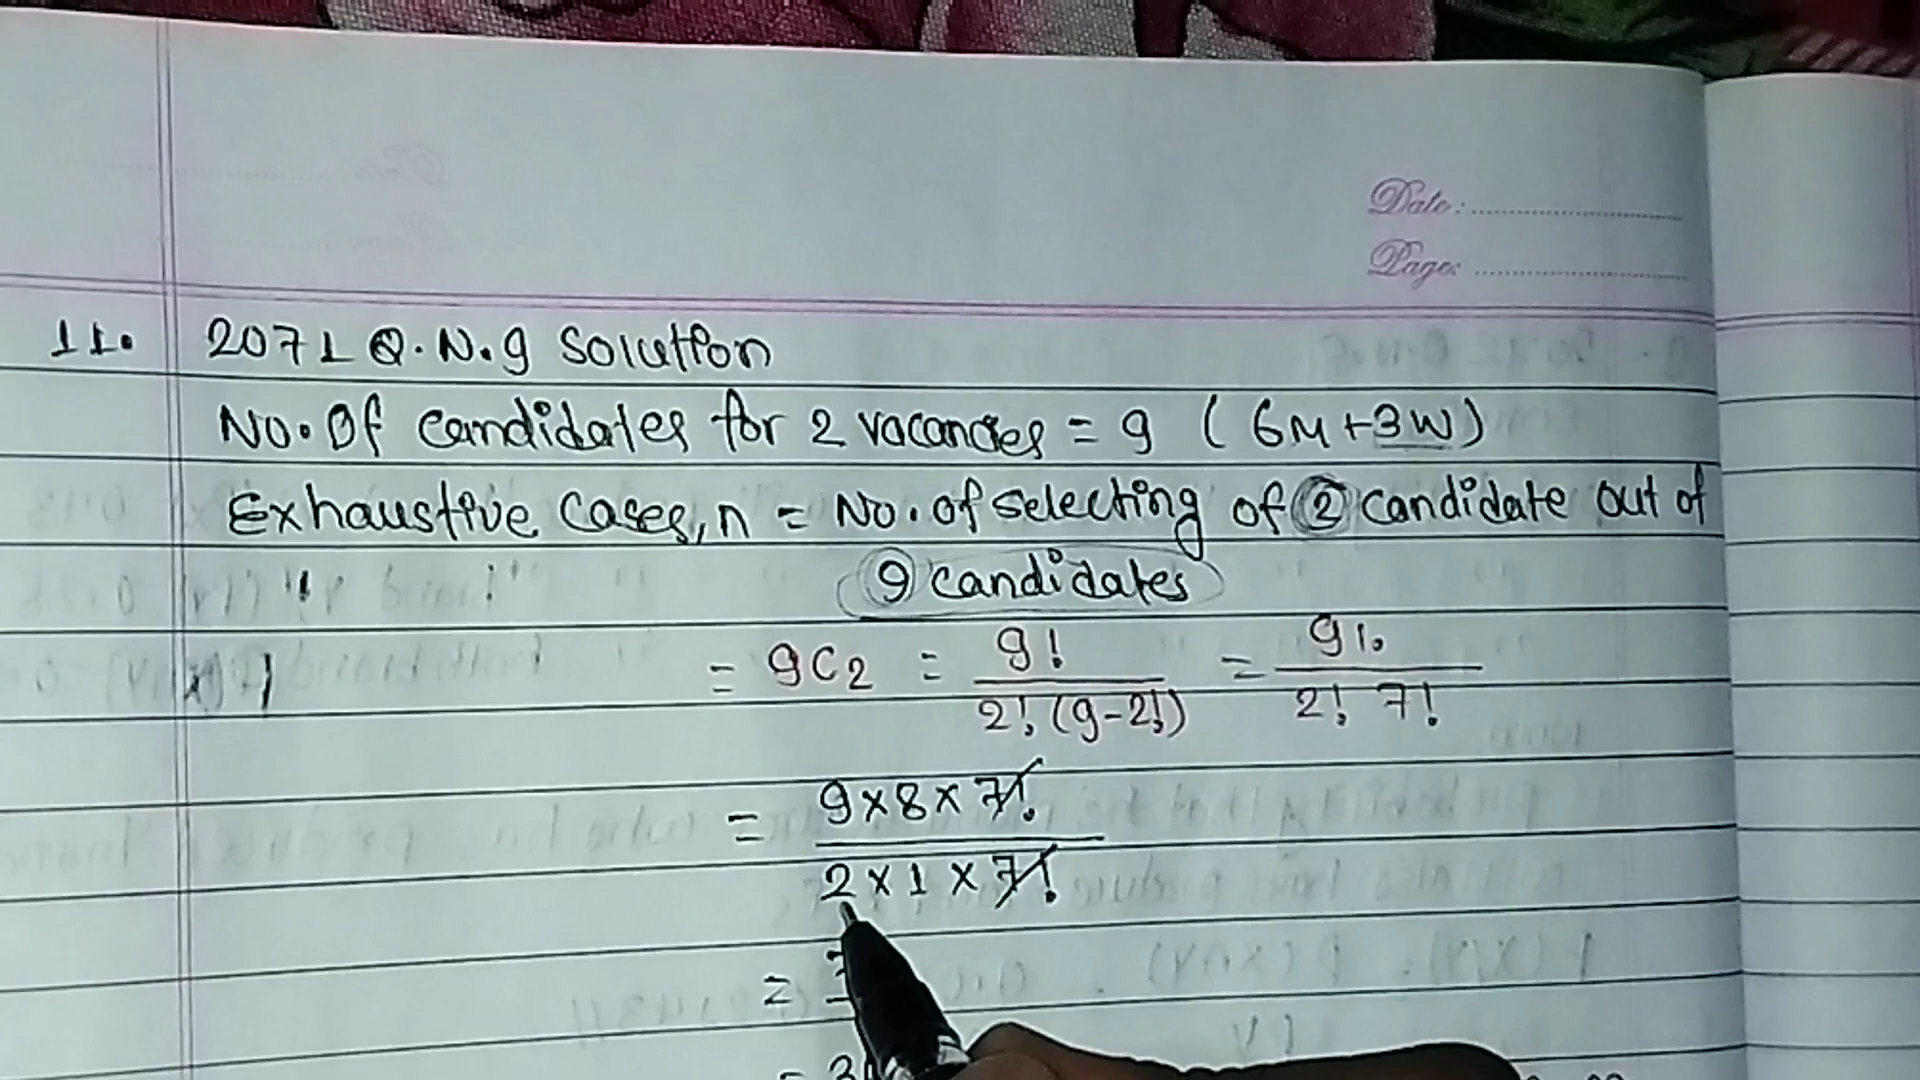 Date:
Page:
11. 2071 Q.N.9 Solution
No. Of candidates for 2 vacancies = 9 ( 6M+3W)
Exhaustive Cases, n = No. of selecting of 2 candidate out of
9 candidates
= 9C2 = 9! / 2! (9-2!) = 9! / 2! 7!
= 9 x 8 x 7! / 2 x 1 x 7!
=